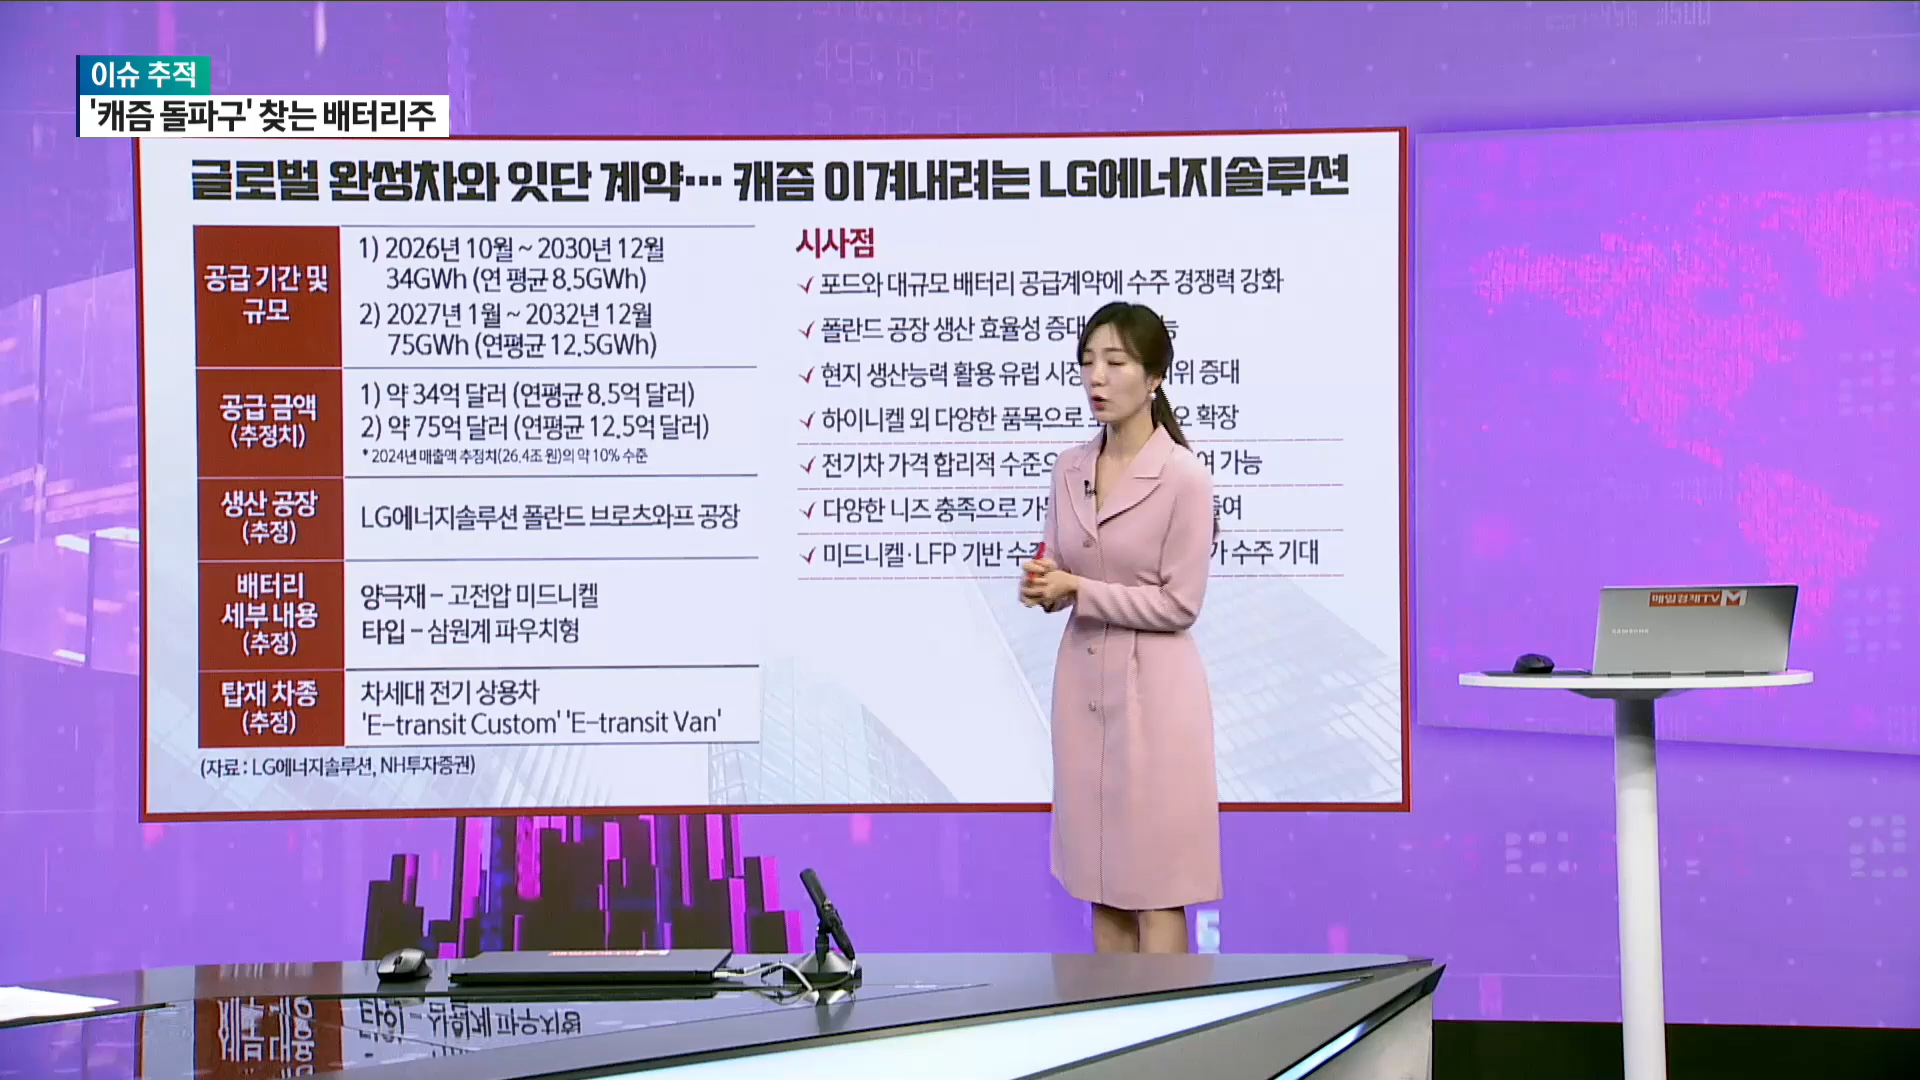 이슈 추적
'캐즘 돌파구' 찾는 배터리주
글로벌 완성차와 잇단 계약… 캐즘 이겨내려는 LG에너지솔루션
공급 기간 및
규모
1) 2026년 10월 ~ 2030년 12월
34GWh (연 평균 8.5GWh)
2) 2027년 1월 ~ 2032년 12월
75GWh (연평균 12.5GWh)
공급 금액
(추정치)
1) 약 34억 달러 (연평균 8.5억 달러)
2) 약 75억 달러 (연평균 12.5억 달러)
* 2024년 매출액 추정치(26.4조 원)의 약 10% 수준
생산 공장
(추정)
LG에너지솔루션 폴란드 브로츠와프 공장
배터리
세부 내용
(추정)
양극재 – 고전압 미드니켈
타입 – 삼원계 파우치형
탑재 차종
(추정)
차세대 전기 상용차
'E-transit Custom' 'E-transit Van'
(자료 : LG에너지솔루션, NH투자증권)
시사점
포드와 대규모 배터리 공급계약에 수주 경쟁력 강화
폴란드 공장 생산 효율성 증대
현지 생산능력 활용 유럽 시장 증대
하이니켈 외 다양한 품목으로 확장
전기차 가격 합리적 가능
다양한 니즈 충족으로
미드니켈·LFP 기반 수주 기대
매일경제TV M
SAMSUNG